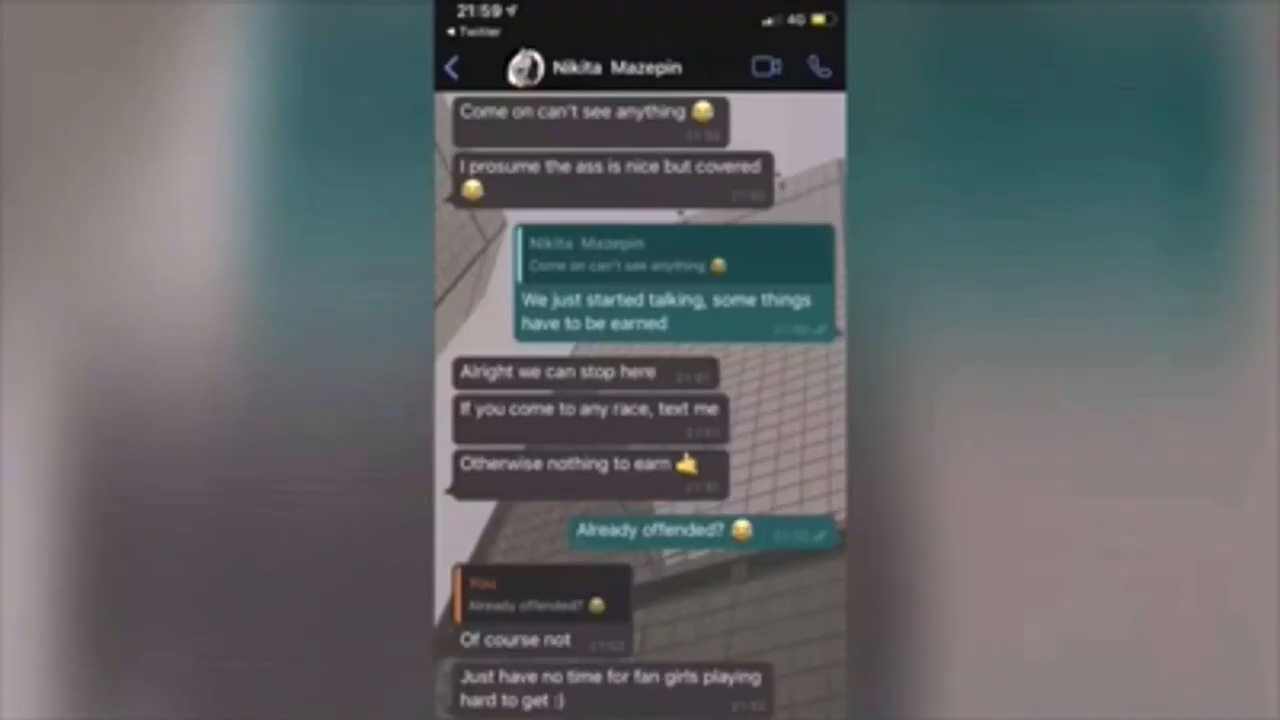 21:59
4G
Twitter
Nikita Mazepin
Come on can't see anything 😂
I prosume the ass is nice but covered
😂
Nikita Mazepin
Come on can't see anything 😂
We just started talking, some things
have to be earned
Alright we can stop here
If you come to any race, text me
Otherwise nothing to earn 🤙
Already offended? 😂
You
Already offended? 😂
Of course not
Just have no time for fan girls playing
hard to get :)